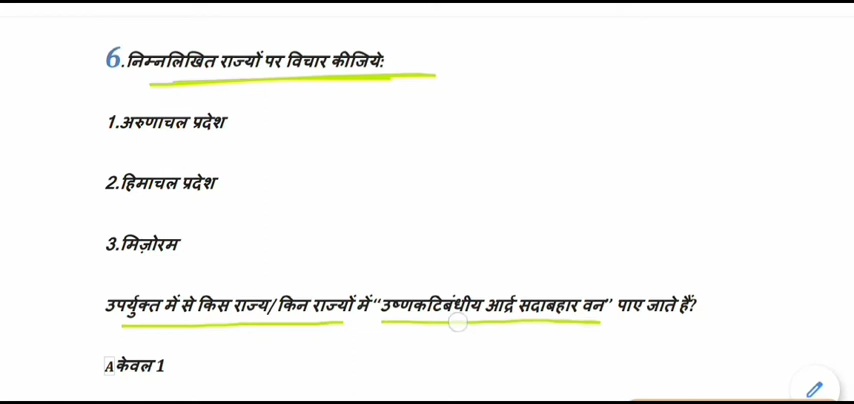 6.निम्नलिखित राज्यों पर विचार कीजिये:
1.अरुणाचल प्रदेश
2.हिमाचल प्रदेश
3.मिज़ोरम
उपर्युक्त में से किस राज्य/किन राज्यों में “उष्णकटिबंधीय आर्द्र सदाबहार वन” पाए जाते हैं?
A केवल 1